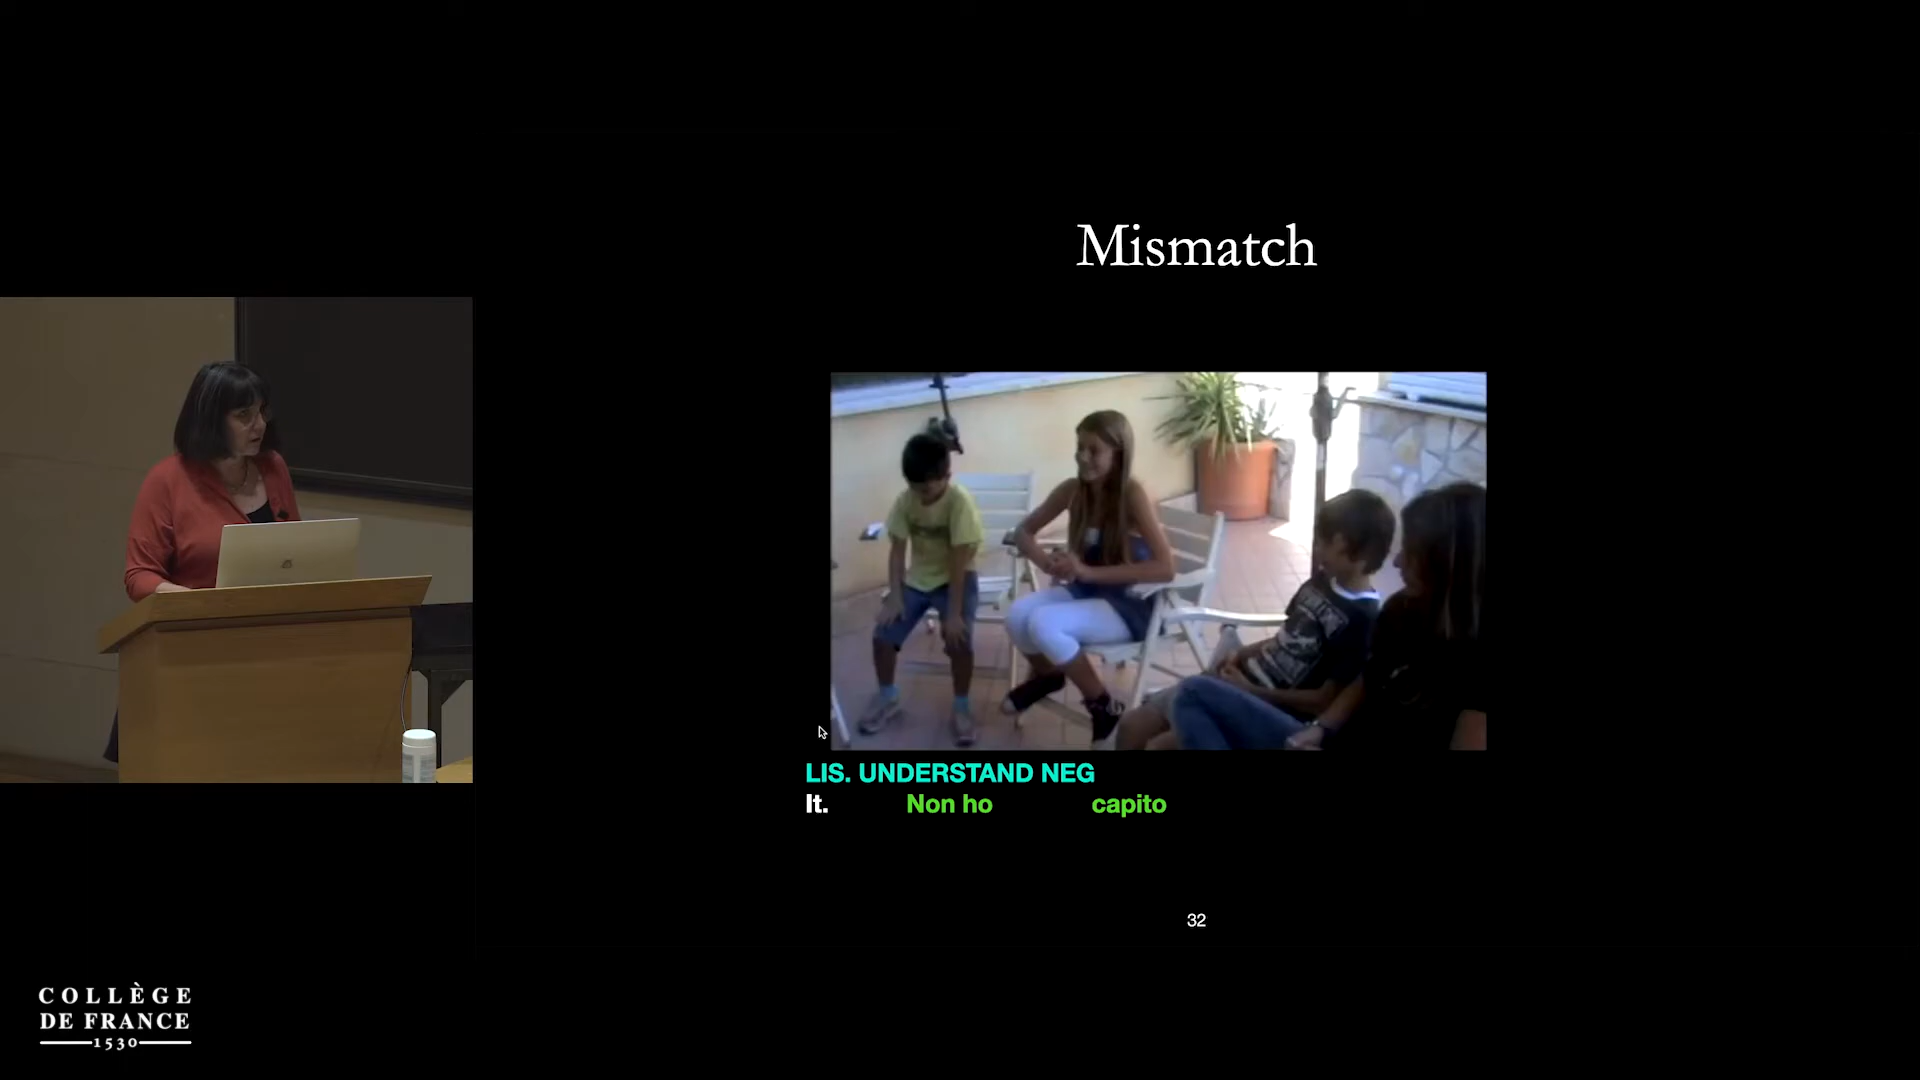 Mismatch
LIS. UNDERSTAND NEG
It. Non ho capito
32
COLLÈGE
DE FRANCE
1530